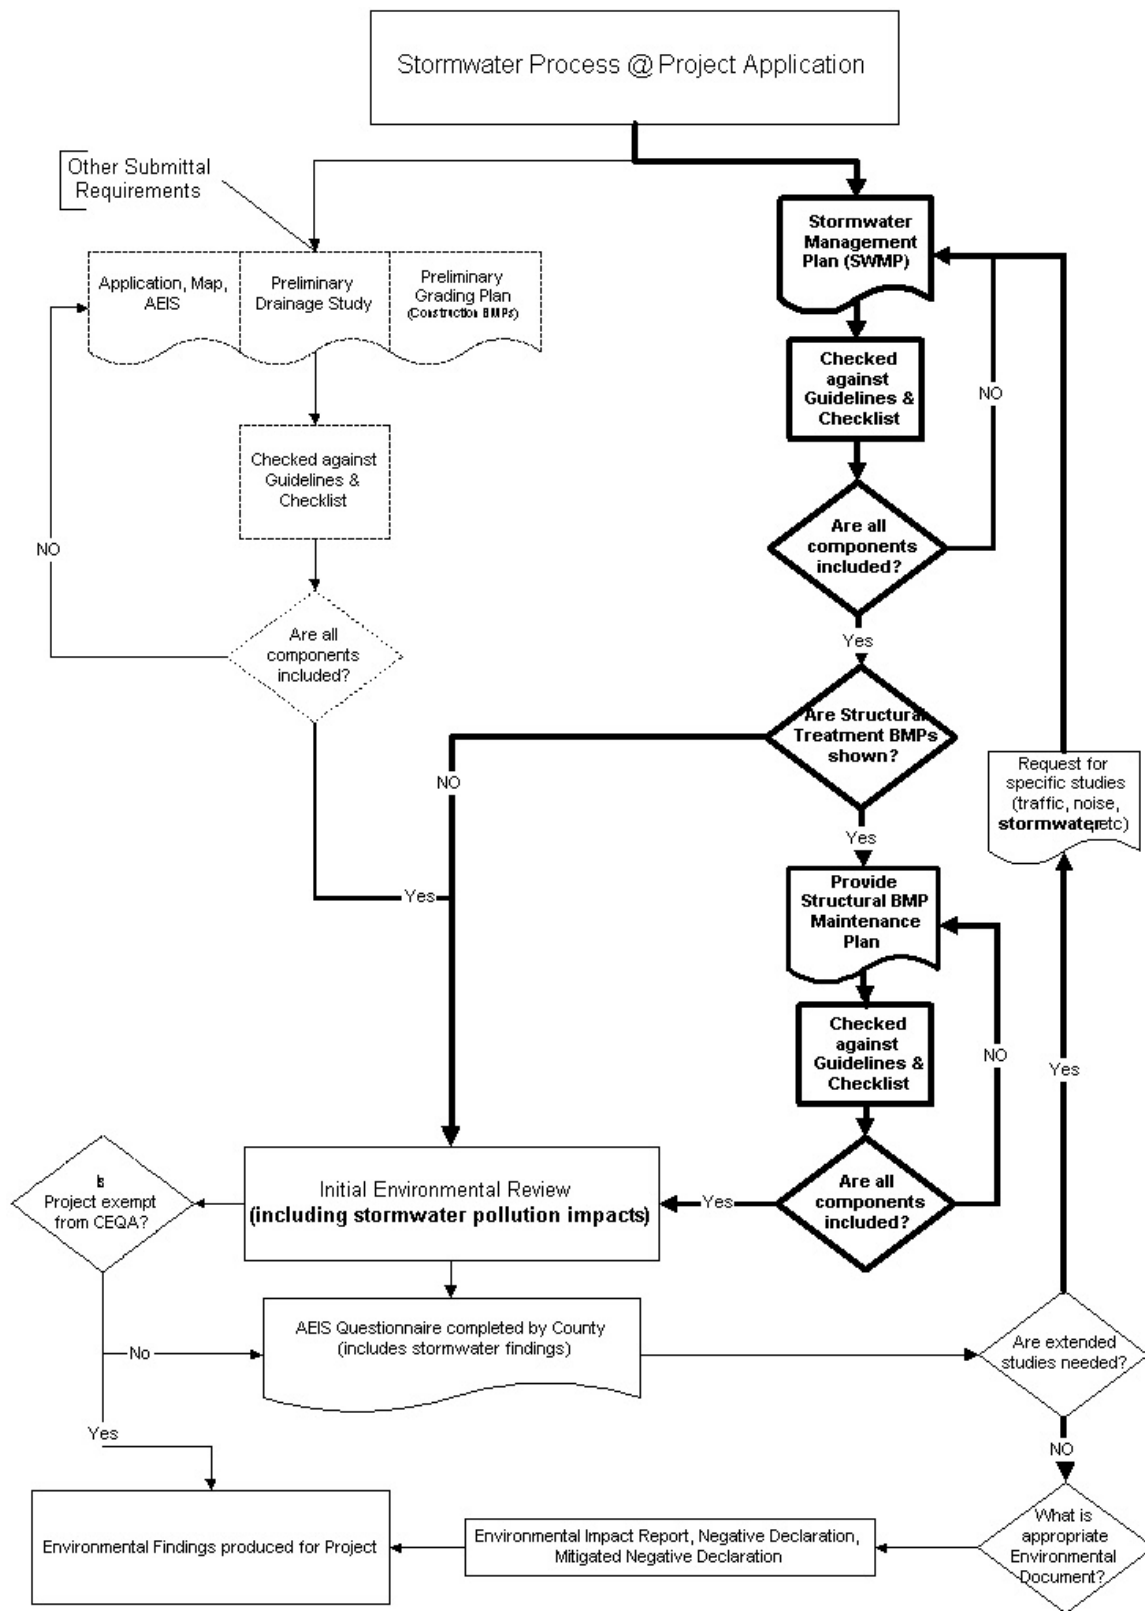 Stormwater Process @ Project Application
Other Submittal
Requirements
Application, Map,
AEIS
Preliminary
Drainage Study
Preliminary
Grading Plan
(Construction BMPs)
Checked against
Guidelines &
Checklist
NO
Are all
components
included?
Yes
Stormwater
Management
Plan (SWMP)
Checked
against
Guidelines &
Checklist
NO
Are all
components
included?
Yes
Are Structural
Treatment BMPs
shown?
NO
Yes
Provide
Structural BMP
Maintenance
Plan
Checked
against
Guidelines &
Checklist
NO
Are all
components
included?
Yes
Request for
specific studies
(traffic, noise,
stormwater, etc)
Yes
Initial Environmental Review
(including stormwater pollution impacts)
Is
Project exempt
from CEQA?
No
Yes
AEIS Questionnaire completed by County
(includes stormwater findings)
Are extended
studies needed?
NO
What is
appropriate
Environmental
Document?
Environmental Impact Report, Negative Declaration,
Mitigated Negative Declaration
Environmental Findings produced for Project